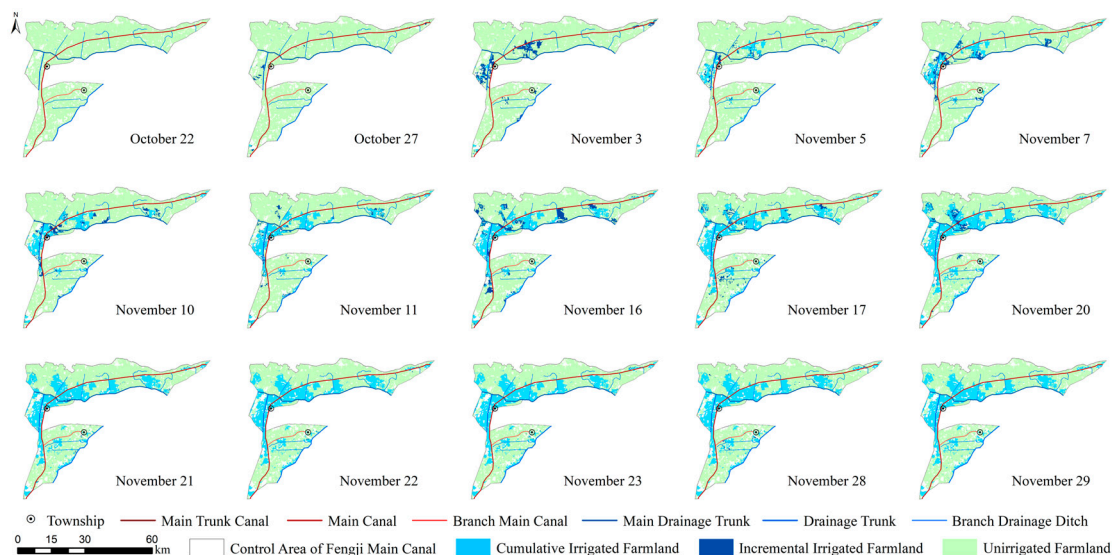 N
October 22
October 27
November 3
November 5
November 7
November 10
November 11
November 16
November 17
November 20
November 21
November 22
November 23
November 28
November 29
Township
Main Trunk Canal
Main Canal
Branch Main Canal
Main Drainage Trunk
Drainage Trunk
Branch Drainage Ditch
0 15 30 60
km
Control Area of Fengji Main Canal
Cumulative Irrigated Farmland
Incremental Irrigated Farmland
Unirrigated Farmland